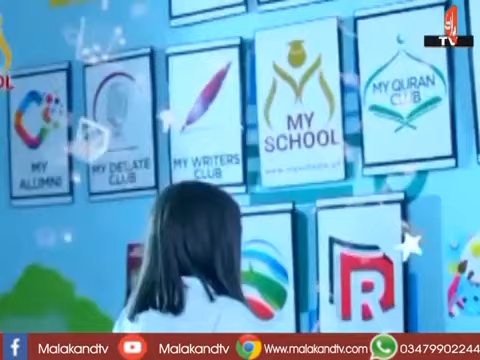 TV
OL
MY
ALUMNI
MY DEBATE
CLUB
MY WRITERS
CLUB
MY
SCHOOL
MY QURAN
CLUB
R
Malakandtv
Malakandtv
www.malakandtv.com
03479902244